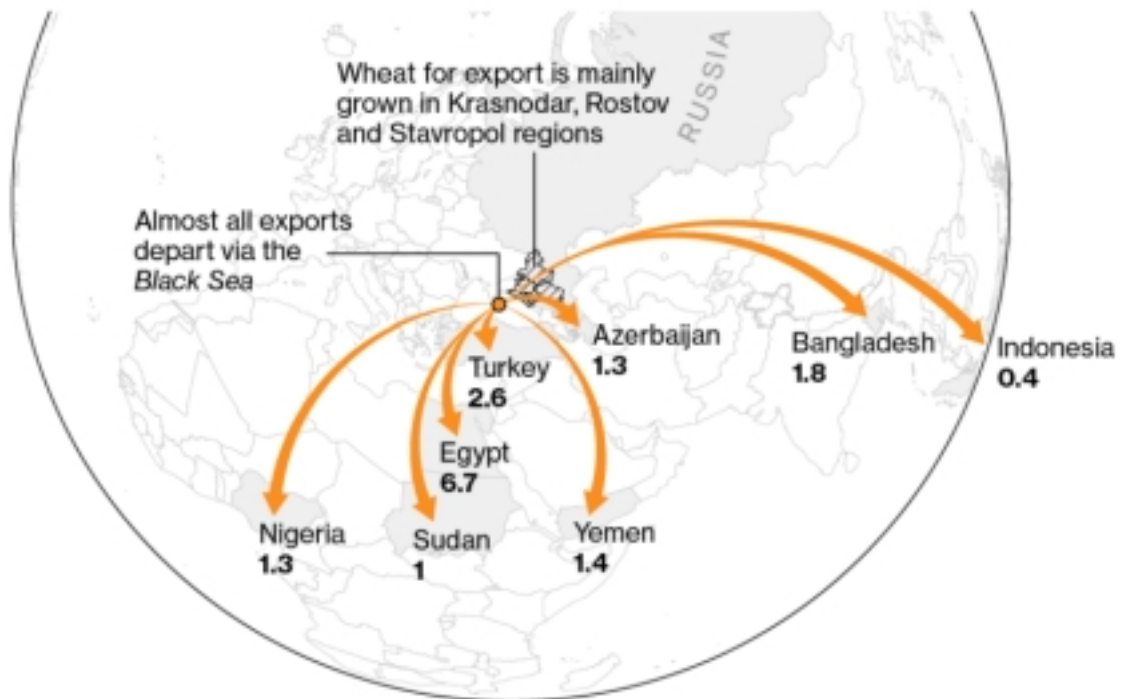 RUSSIA
Wheat for export is mainly
grown in Krasnodar, Rostov
and Stavropol regions
Almost all exports
depart via the
Black Sea
Azerbaijan
1.3
Bangladesh
1.8
Indonesia
0.4
Turkey
2.6
Egypt
6.7
Nigeria
1.3
Sudan
1
Yemen
1.4